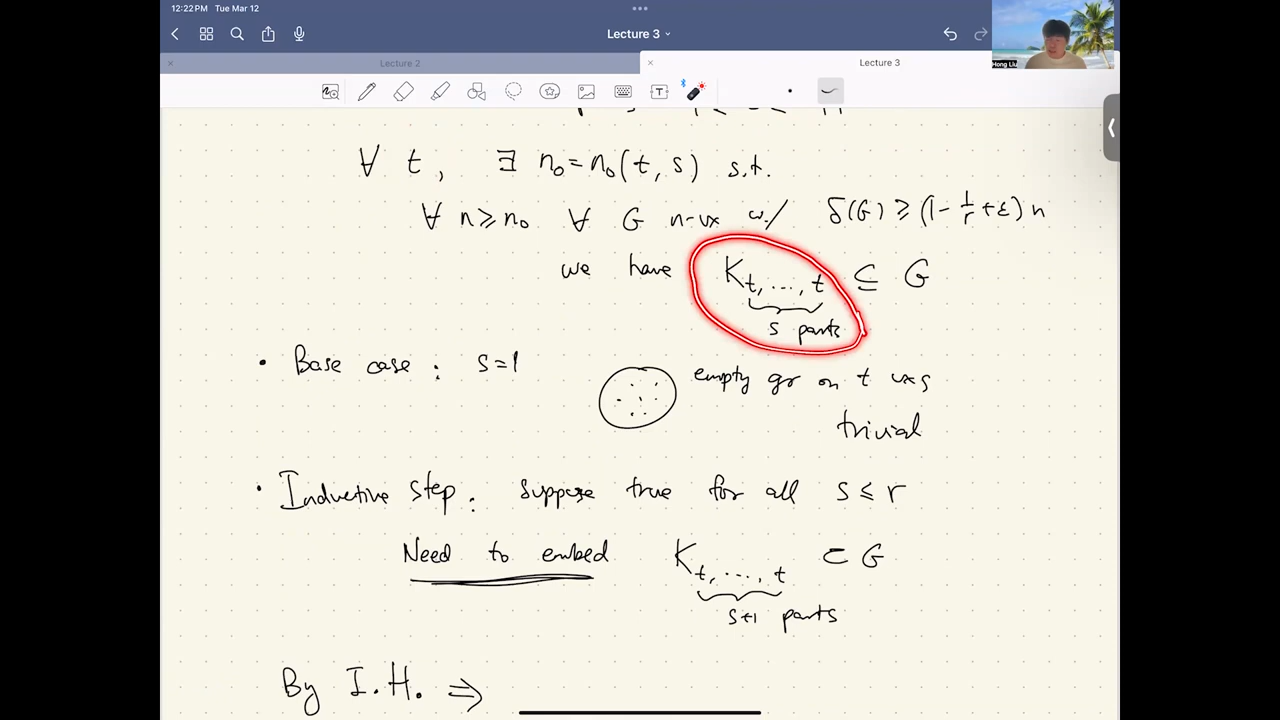 12:22 PM Tue Mar 12
Lecture 3
Lecture 2
Lecture 3
Hong Liu
∀ t, ∃ n₀ = n₀(t, s) s.t.
∀ n ≥ n₀ ∀ G n-vx w./ δ(G) ≥ (1 - 1/r + ε) n
we have K_{t, ..., t} ⊆ G
s parts
• Base case: s=1
empty gr on t vxs
trivial
• Inductive step: suppose true for all s ≤ r
Need to embed K_{t, ..., t} ⊂ G
s+1 parts
By I.H. ⇒